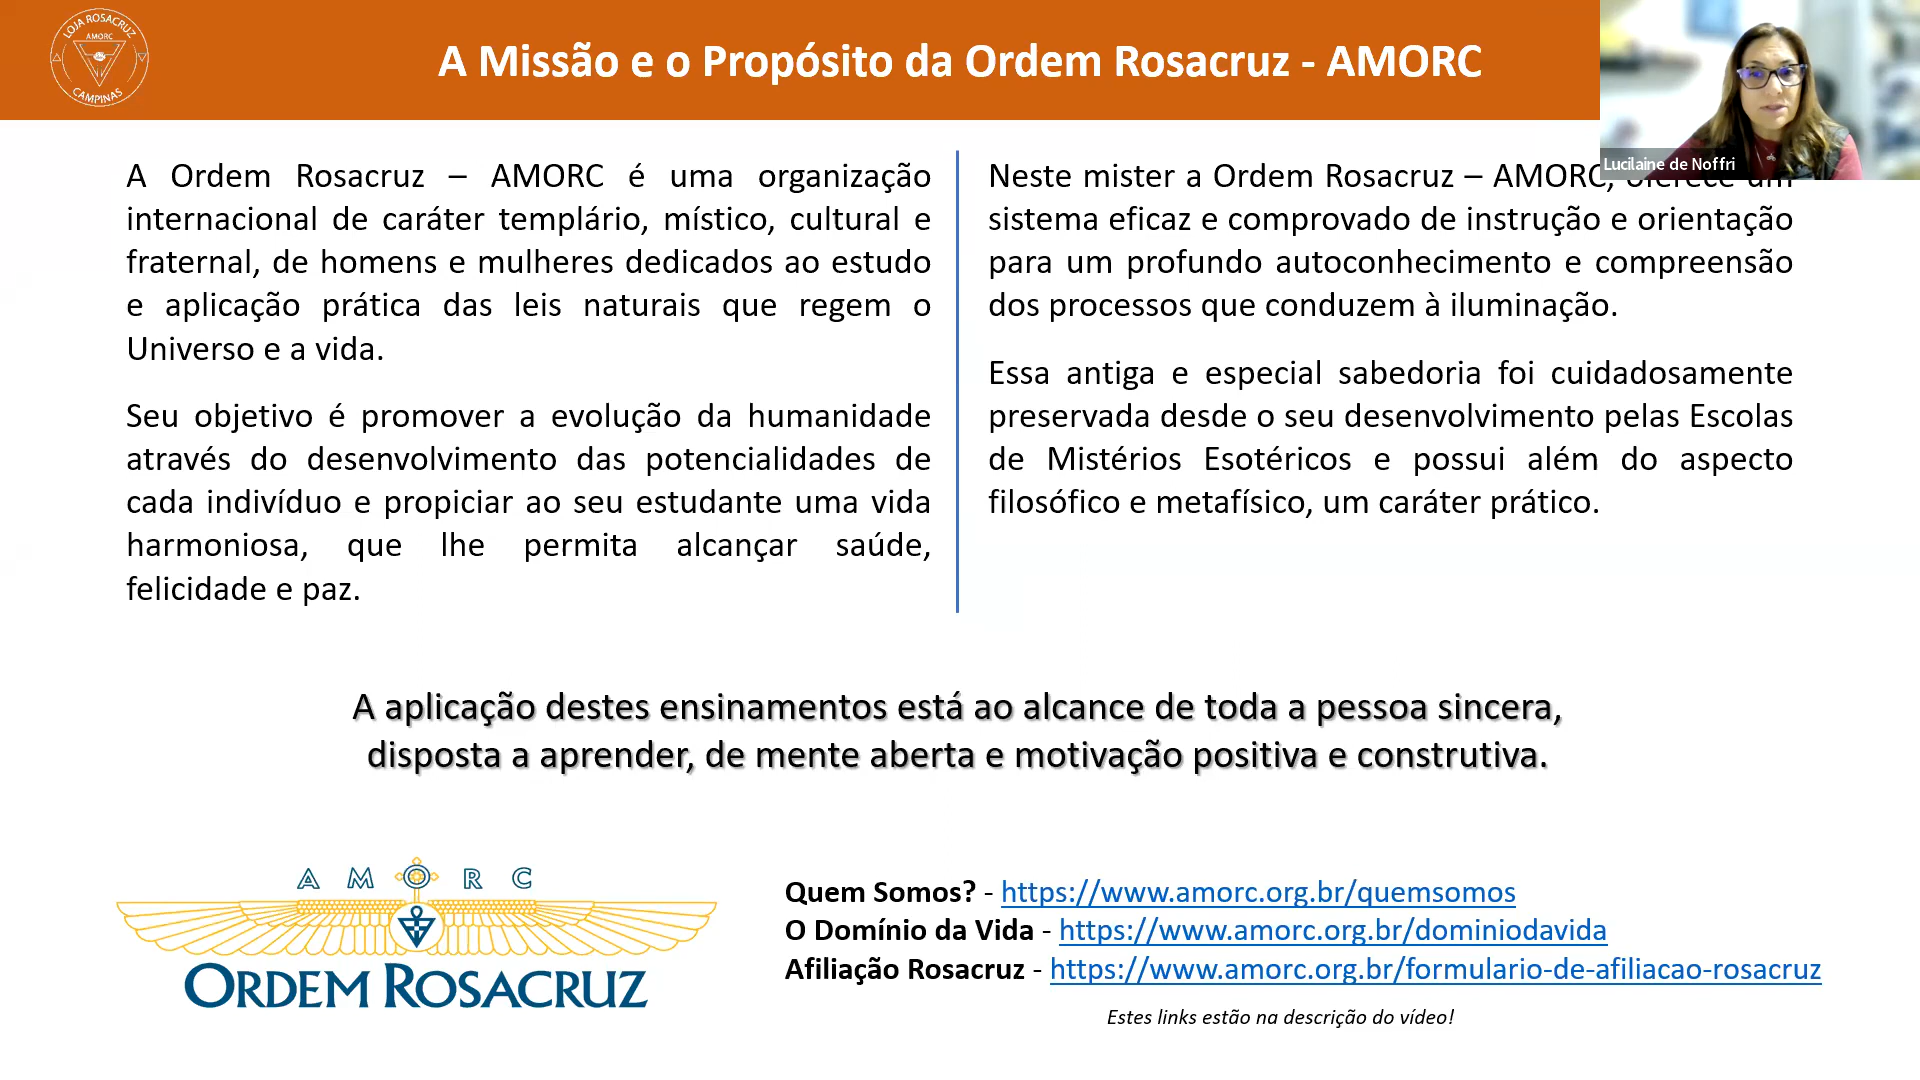 LOJA ROSACRUZ
AMORC
CAMPINAS
A Missão e o Propósito da Ordem Rosacruz - AMORC
Lucilaine de Noffri
A Ordem Rosacruz – AMORC é uma organização
internacional de caráter templário, místico, cultural e
fraternal, de homens e mulheres dedicados ao estudo
e aplicação prática das leis naturais que regem o
Universo e a vida.
Seu objetivo é promover a evolução da humanidade
através do desenvolvimento das potencialidades de
cada indivíduo e propiciar ao seu estudante uma vida
harmoniosa, que lhe permita alcançar saúde,
felicidade e paz.
Neste mister a Ordem Rosacruz – AMORC, oferece um
sistema eficaz e comprovado de instrução e orientação
para um profundo autoconhecimento e compreensão
dos processos que conduzem à iluminação.
Essa antiga e especial sabedoria foi cuidadosamente
preservada desde o seu desenvolvimento pelas Escolas
de Mistérios Esotéricos e possui além do aspecto
filosófico e metafísico, um caráter prático.
A aplicação destes ensinamentos está ao alcance de toda a pessoa sincera,
disposta a aprender, de mente aberta e motivação positiva e construtiva.
A M O R C
ORDEM ROSACRUZ
Quem Somos? - https://www.amorc.org.br/quemsomos
O Domínio da Vida - https://www.amorc.org.br/dominiodavida
Afiliação Rosacruz - https://www.amorc.org.br/formulario-de-afiliacao-rosacruz
Estes links estão na descrição do vídeo!